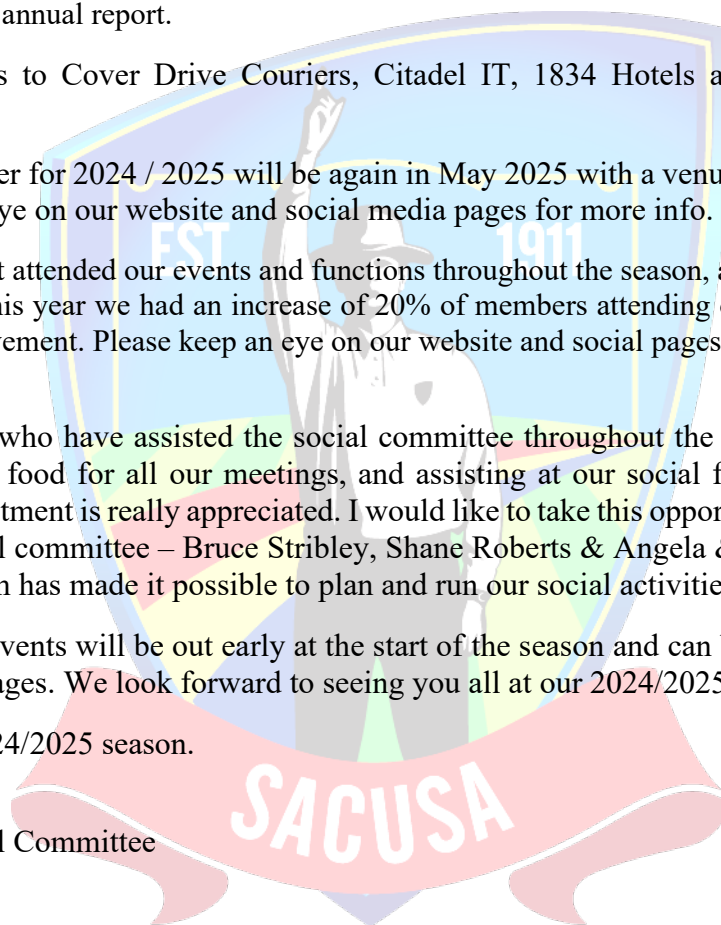 annual report.
to Cover Drive Couriers, Citadel IT, 1834 Hotels
for 2024 / 2025 will be again in May 2025 with a venu
ye on our website and social media pages for more info.
EST 1911
t attended our events and functions throughout the season, a
his year we had an increase of 20% of members attending
vement. Please keep an eye on our website and social pages
who have assisted the social committee throughout the
food for all our meetings, and assisting at our social f
tment is really appreciated. I would like to take this oppor
l committee – Bruce Stribley, Shane Roberts & Angela &
n has made it possible to plan and run our social activitie
vents will be out early at the start of the season and can
ages. We look forward to seeing you all at our 2024/2025
24/2025 season.
SACUSA
l Committee